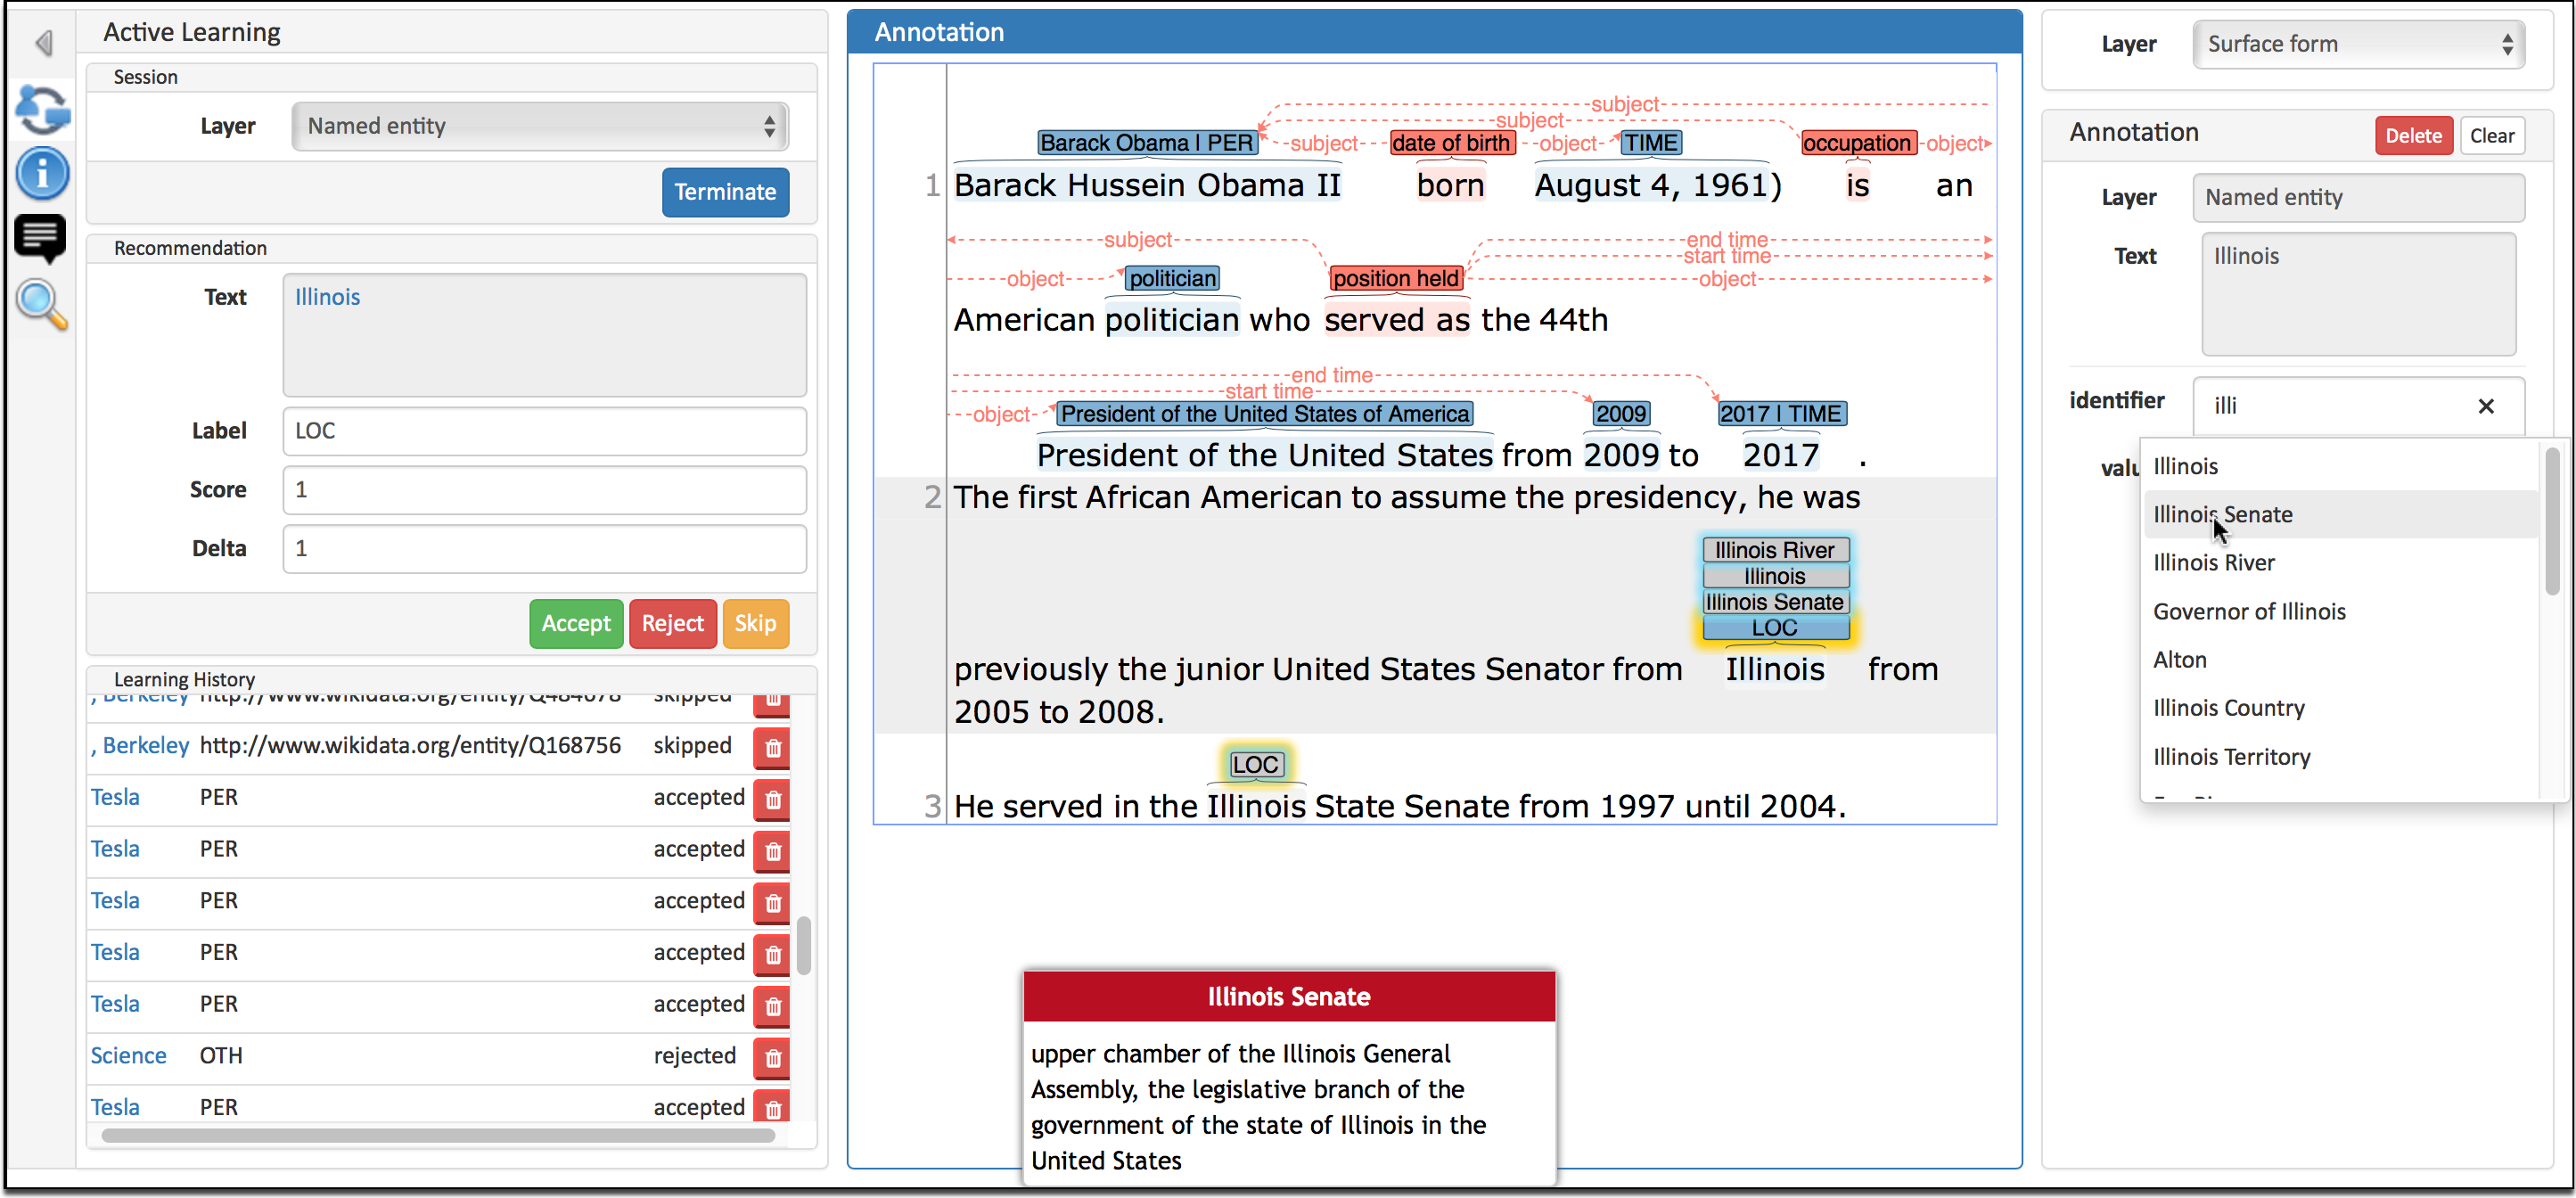 Active Learning
Session
Layer Named entity
Terminate
Recommendation
Text Illinois
Label LOC
Score 1
Delta 1
Accept Reject Skip
Learning History
, Berkeley http://www.wikidata.org/entity/Q484678 skipped
, Berkeley http://www.wikidata.org/entity/Q168756 skipped
Tesla PER accepted
Tesla PER accepted
Tesla PER accepted
Tesla PER accepted
Tesla PER accepted
Science OTH rejected
Tesla PER accepted
Annotation
subject
subject
Barack Obama | PER subject date of birth object TIME occupation object
1 Barack Hussein Obama II born August 4, 1961) is an
subject end time
start time
object politician position held object
American politician who served as the 44th
end time
start time
object President of the United States of America 2009 2017 | TIME
President of the United States from 2009 to 2017 .
2 The first African American to assume the presidency, he was
Illinois River
Illinois
Illinois Senate
LOC
previously the junior United States Senator from Illinois from
2005 to 2008.
LOC
3 He served in the Illinois State Senate from 1997 until 2004.
Illinois Senate
upper chamber of the Illinois General
Assembly, the legislative branch of the
government of the state of Illinois in the
United States
Layer Surface form
Annotation Delete Clear
Layer Named entity
Text Illinois
identifier illi
valu
Illinois
Illinois Senate
Illinois River
Governor of Illinois
Alton
Illinois Country
Illinois Territory